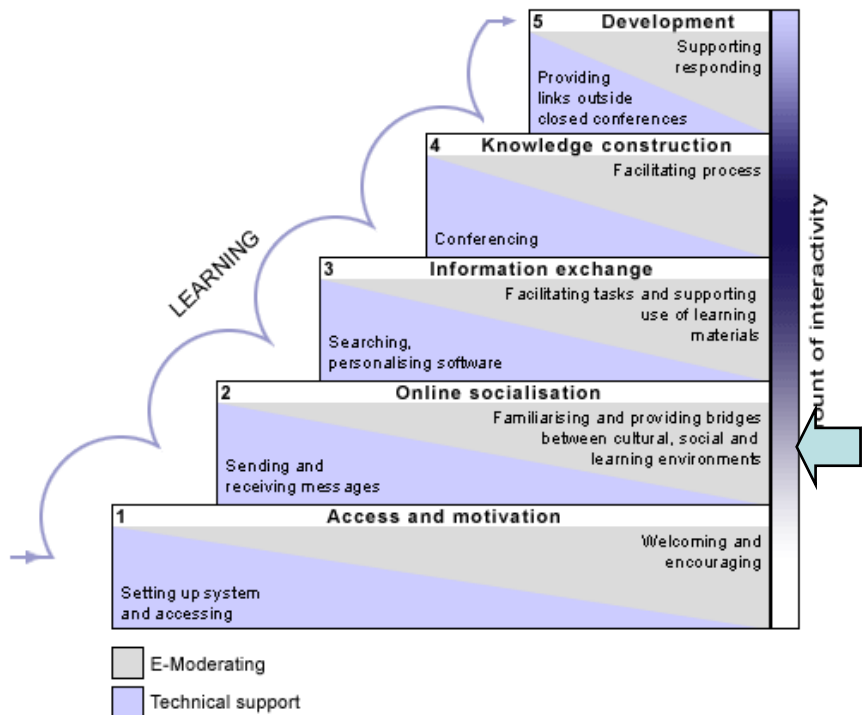 5 Development
Supporting
responding
Providing
links outside
closed conferences
4 Knowledge construction
Facilitating process
Conferencing
LEARNING
3 Information exchange
Facilitating tasks and supporting
use of learning
materials
Searching,
personalising software
2 Online socialisation
Familiarising and providing bridges
between cultural, social and
learning environments
Sending and
receiving messages
1 Access and motivation
Welcoming and
encouraging
Setting up system
and accessing
of interactivity
E-Moderating
Technical support